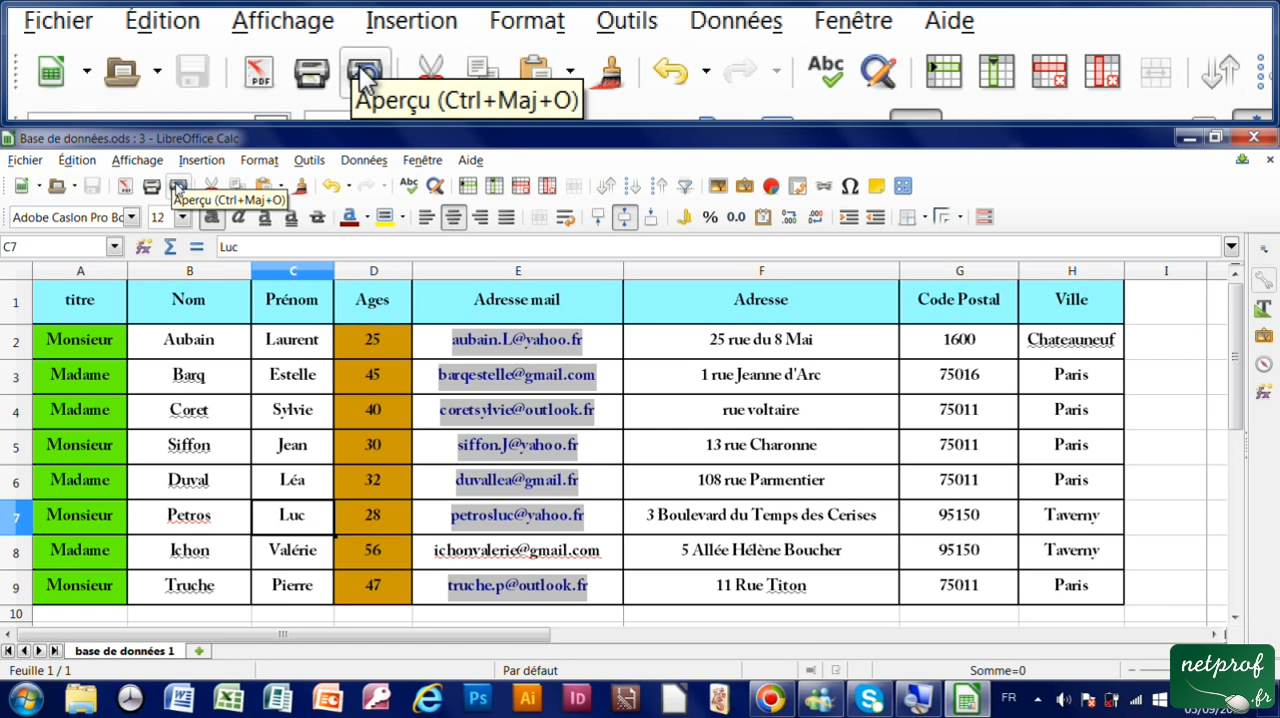 Fichier Édition Affichage Insertion Format Outils Données Fenêtre Aide
PDF Abc
Aperçu (Ctrl+Maj+O)
Base de données.ods : 3 - LibreOffice Calc
Fichier Édition Affichage Insertion Format Outils Données Fenêtre Aide
Abc Ω
Aperçu (Ctrl+Maj+O)
Adobe Caslon Pro Bc 12 a a a a a % 0.0
C7 Luc
A B C D E F G H I
1 titre Nom Prénom Ages Adresse mail Adresse Code Postal Ville
2 Monsieur Aubain Laurent 25 aubain.L@yahoo.fr 25 rue du 8 Mai 1600 Chateauneuf
3 Madame Barq Estelle 45 barqestelle@gmail.com 1 rue Jeanne d'Arc 75016 Paris
4 Madame Coret Sylvie 40 coretsylvie@outlook.fr rue voltaire 75011 Paris
5 Monsieur Siffon Jean 30 siffon.J@yahoo.fr 13 rue Charonne 75011 Paris
6 Madame Duval Léa 32 duvallea@gmail.fr 108 rue Parmentier 75011 Paris
7 Monsieur Petros Luc 28 petrosluc@yahoo.fr 3 Boulevard du Temps des Cerises 95150 Taverny
8 Madame Ichon Valérie 56 ichonvalerie@gmail.com 5 Allée Hélène Boucher 95150 Taverny
9 Monsieur Truche Pierre 47 truche.p@outlook.fr 11 Rue Titon 75011 Paris
10
base de données 1
Feuille 1 / 1 Par défaut Somme=0
netprof
.fr
Ps Ai Id FR